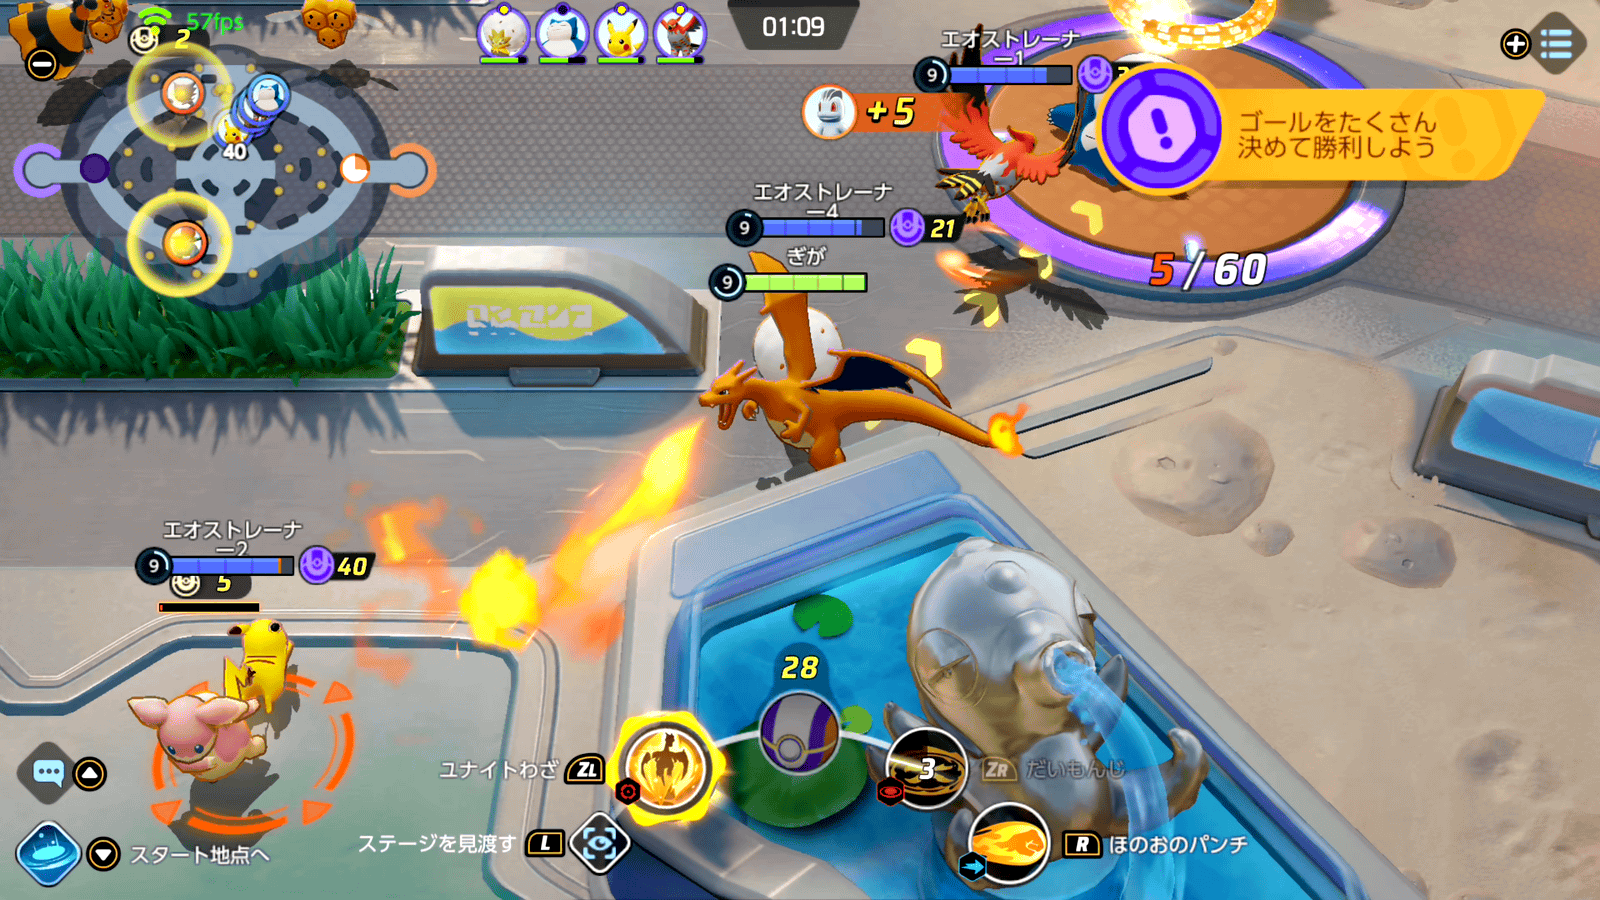 57fps
2
01:09
エオストレーナ
ー1
9
+5
ゴールをたくさん
決めて勝利しよう
40
エオストレーナ
ー4
9
21
ぎが
9
5/60
エオストレーナ
ー2
9
40
5
28
ユナイトわざ
ZL
3
ZR
だいもんじ
ステージを見渡す
L
R
ほのおのパンチ
スタート地点へ